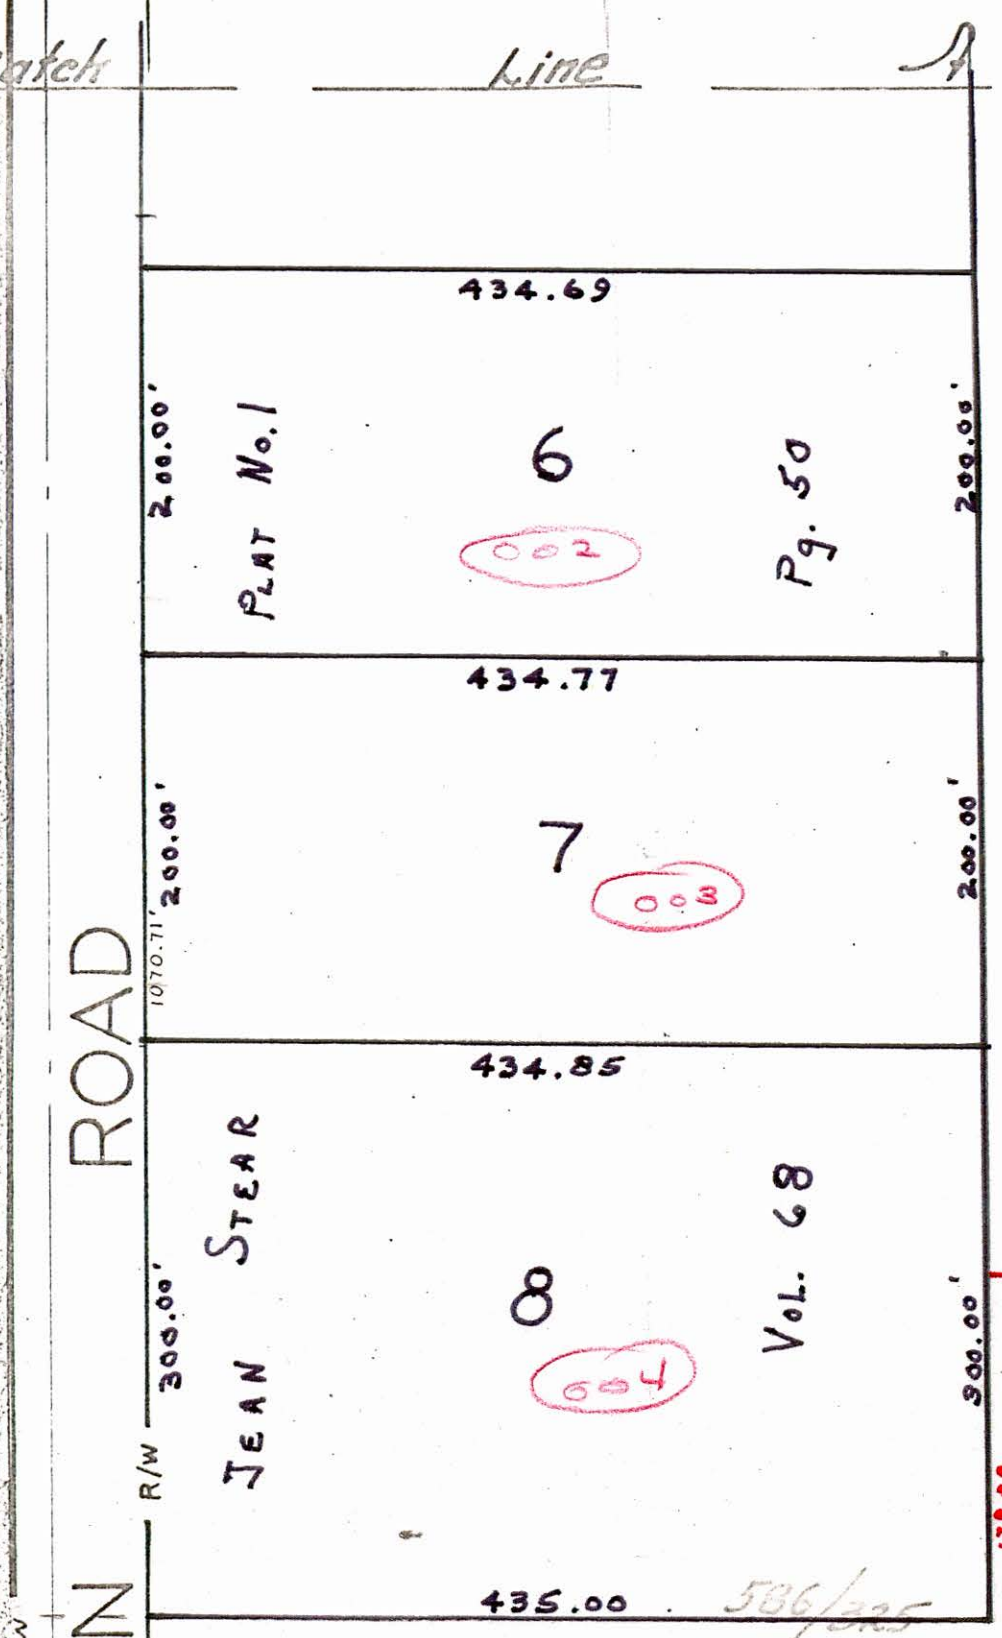 atch Line A
434.69
200.00'
PLAT No.1
6
002
Pg. 50
200.00'
434.77
200.00'
1070.71'
7
003
200.00'
ROAD
434.85
300.00'
JEAN STEAR
8
004
VOL. 68
300.00'
R/W
N
435.00
586/325